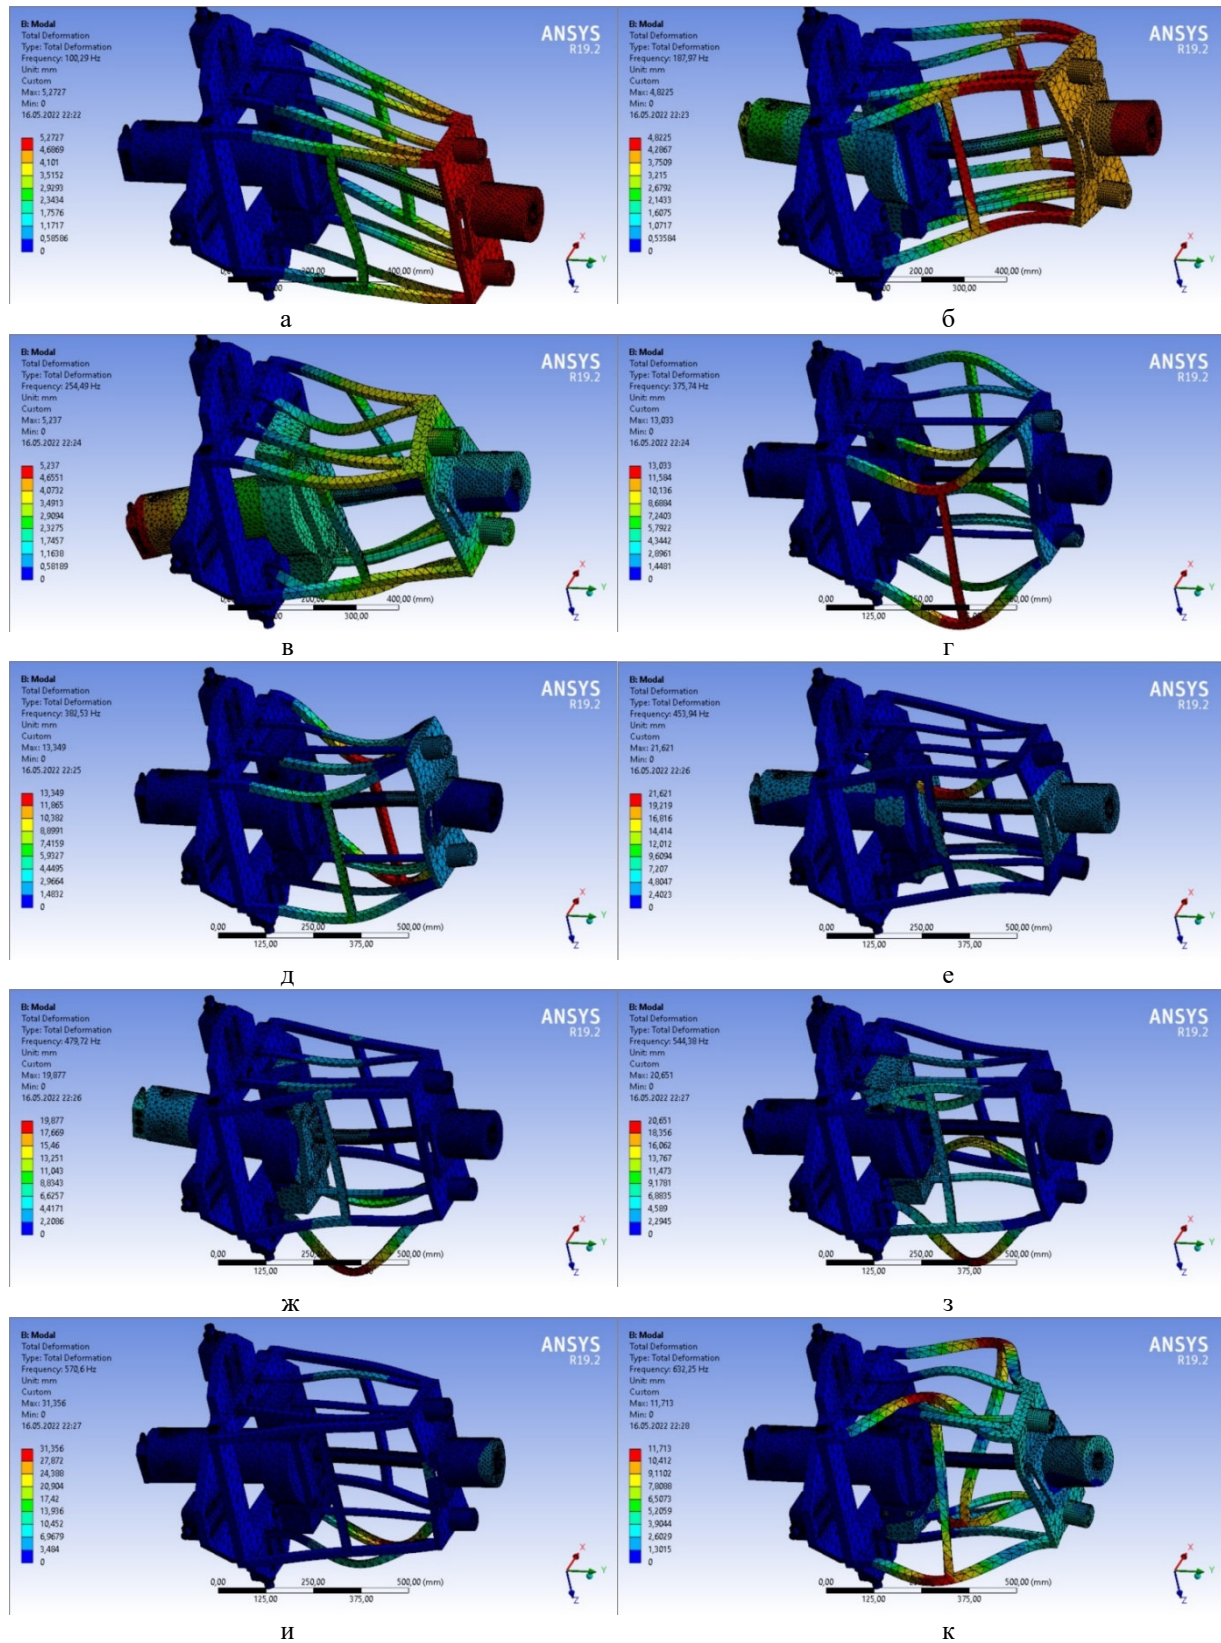 B: Modal
Total Deformation
Type: Total Deformation
Frequency: 100,29 Hz
Unit: mm
Custom
Max: 5,2727
Min: 0
16.05.2022 22:22
ANSYS
R19.2
5,2727
4,6869
4,101
3,5152
2,9293
2,3434
1,7576
1,1717
0,58586
0
400,00 (mm)
X
Y
Z
а
B: Modal
Total Deformation
Type: Total Deformation
Frequency: 187,97 Hz
Unit: mm
Custom
Max: 4,8225
Min: 0
16.05.2022 22:23
ANSYS
R19.2
4,8225
4,2867
3,7509
3,215
2,6792
2,1433
1,6075
1,0717
0,53584
0
200,00
400,00 (mm)
300,00
X
Y
Z
б
B: Modal
Total Deformation
Type: Total Deformation
Frequency: 254,49 Hz
Unit: mm
Custom
Max: 5,237
Min: 0
16.05.2022 22:24
ANSYS
R19.2
5,237
4,6551
4,0732
3,4913
2,9094
2,3275
1,7457
1,1638
0,58189
0
200,00
400,00 (mm)
300,00
X
Y
Z
в
B: Modal
Total Deformation
Type: Total Deformation
Frequency: 375,74 Hz
Unit: mm
Custom
Max: 13,033
Min: 0
16.05.2022 22:24
ANSYS
R19.2
13,033
11,584
10,136
8,6884
7,2403
5,7922
4,3442
2,8961
1,4481
0
0,00
125,00
X
Y
Z
г
B: Modal
Total Deformation
Type: Total Deformation
Frequency: 382,53 Hz
Unit: mm
Custom
Max: 13,349
Min: 0
16.05.2022 22:25
ANSYS
R19.2
13,349
11,865
10,382
8,8991
7,4159
5,9327
4,4495
2,9664
1,4832
0
0,00
250,00
500,00 (mm)
125,00
375,00
X
Y
Z
д
B: Modal
Total Deformation
Type: Total Deformation
Frequency: 453,94 Hz
Unit: mm
Custom
Max: 21,621
Min: 0
16.05.2022 22:26
ANSYS
R19.2
21,621
19,219
16,816
14,414
12,012
9,6094
7,207
4,8047
2,4023
0
0,00
250,00
500,00 (mm)
125,00
375,00
X
Y
Z
е
B: Modal
Total Deformation
Type: Total Deformation
Frequency: 479,72 Hz
Unit: mm
Custom
Max: 19,877
Min: 0
16.05.2022 22:26
ANSYS
R19.2
19,877
17,669
15,46
13,251
11,043
8,8343
6,6257
4,4171
2,2086
0
0,00
500,00 (mm)
125,00
X
Y
Z
ж
B: Modal
Total Deformation
Type: Total Deformation
Frequency: 544,38 Hz
Unit: mm
Custom
Max: 20,651
Min: 0
16.05.2022 22:27
ANSYS
R19.2
20,651
18,356
16,062
13,767
11,473
9,1781
6,8835
4,589
2,2945
0
0,00
250,00
500,00 (mm)
125,00
375,00
X
Y
Z
з
B: Modal
Total Deformation
Type: Total Deformation
Frequency: 570,6 Hz
Unit: mm
Custom
Max: 31,356
Min: 0
16.05.2022 22:27
ANSYS
R19.2
31,356
27,872
24,388
20,904
17,42
13,936
10,452
6,9679
3,484
0
0,00
250,00
500,00 (mm)
125,00
375,00
X
Y
Z
и
B: Modal
Total Deformation
Type: Total Deformation
Frequency: 632,25 Hz
Unit: mm
Custom
Max: 11,713
Min: 0
16.05.2022 22:28
ANSYS
R19.2
11,713
10,412
9,1102
7,8088
6,5073
5,2059
3,9044
2,6029
1,3015
0
0,00
500,00 (mm)
125,00
375,00
X
Y
Z
к